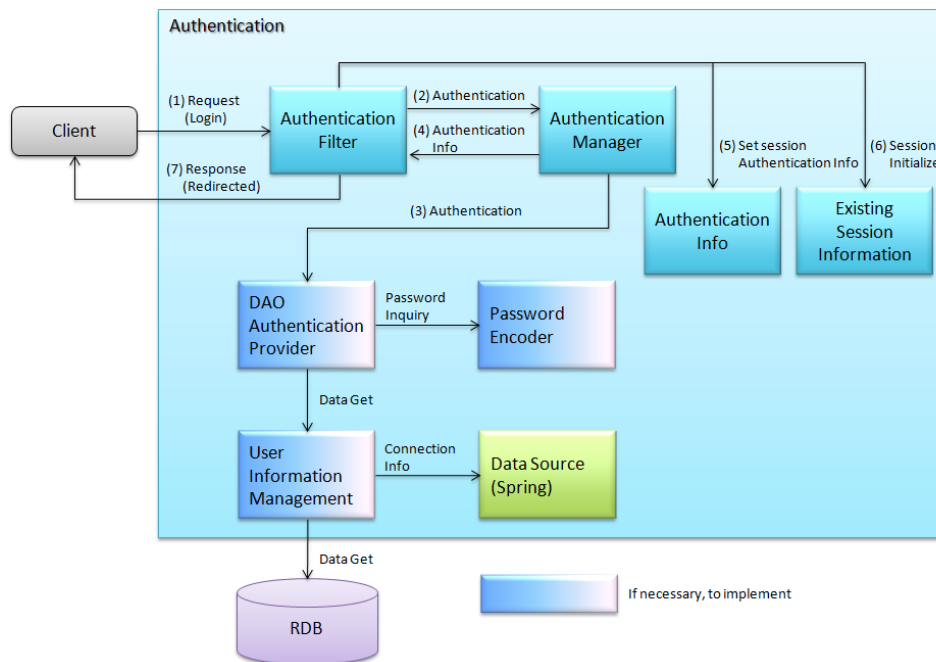 Authentication
(1) Request
(Login)
Client
(7) Response
(Redirected)
Authentication
Filter
(2) Authentication
(4) Authentication
Info
Authentication
Manager
(5) Set session
Authentication Info
(6) Session
Initialize
(3) Authentication
Authentication
Info
Existing
Session
Information
DAO
Authentication
Provider
Password
Inquiry
Password
Encoder
Data Get
User
Information
Management
Connection
Info
Data Source
(Spring)
Data Get
RDB
If necessary, to implement